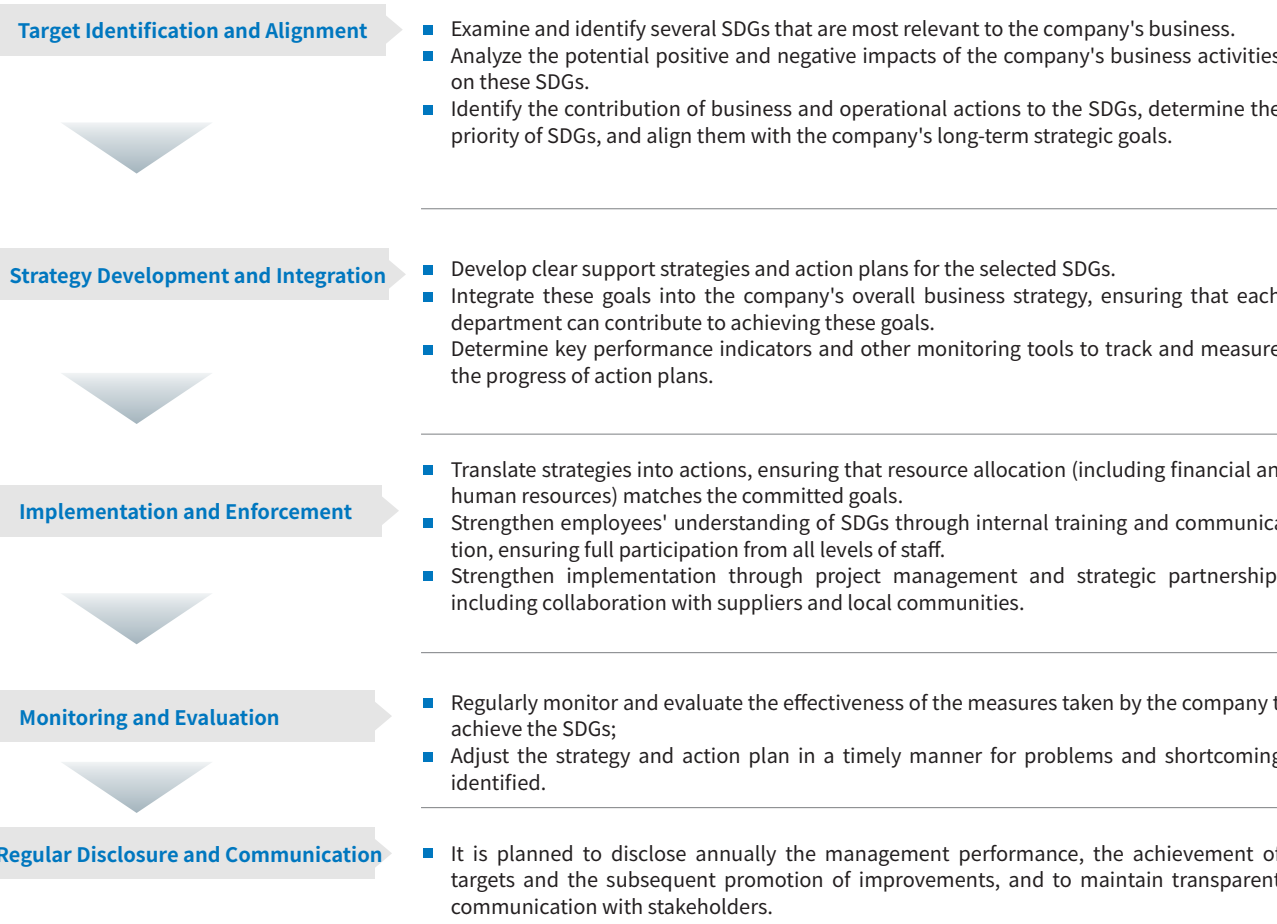 Target Identification and Alignment
Examine and identify several SDGs that are most relevant to the company's business.
Analyze the potential positive and negative impacts of the company's business activities
on these SDGs.
Identify the contribution of business and operational actions to the SDGs, determine the
priority of SDGs, and align them with the company's long-term strategic goals.
Strategy Development and Integration
Develop clear support strategies and action plans for the selected SDGs.
Integrate these goals into the company's overall business strategy, ensuring that each
department can contribute to achieving these goals.
Determine key performance indicators and other monitoring tools to track and measure
the progress of action plans.
Implementation and Enforcement
Translate strategies into actions, ensuring that resource allocation (including financial an
human resources) matches the committed goals.
Strengthen employees' understanding of SDGs through internal training and communica
tion, ensuring full participation from all levels of staff.
Strengthen implementation through project management and strategic partnership
including collaboration with suppliers and local communities.
Monitoring and Evaluation
Regularly monitor and evaluate the effectiveness of the measures taken by the company t
achieve the SDGs;
Adjust the strategy and action plan in a timely manner for problems and shortcoming
identified.
Regular Disclosure and Communication
It is planned to disclose annually the management performance, the achievement of
targets and the subsequent promotion of improvements, and to maintain transparent
communication with stakeholders.